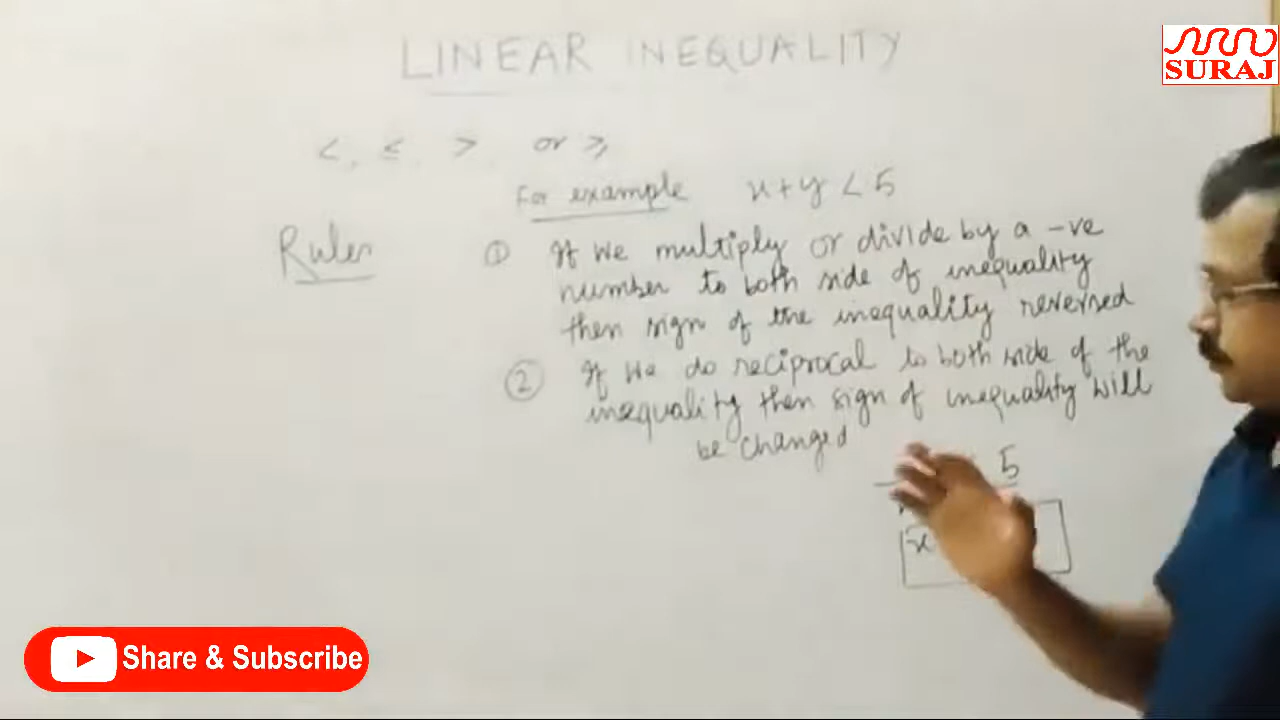 LINEAR INEQUALITY
SURAJ
<, ≤, > or ≥,
For example x+y < 5
Rules
① If we multiply or divide by a -ve
number to both side of inequality
then sign of the inequality reversed
② If we do reciprocal to both side of the
inequality then sign of inequality will
be changed
5
x
Share & Subscribe